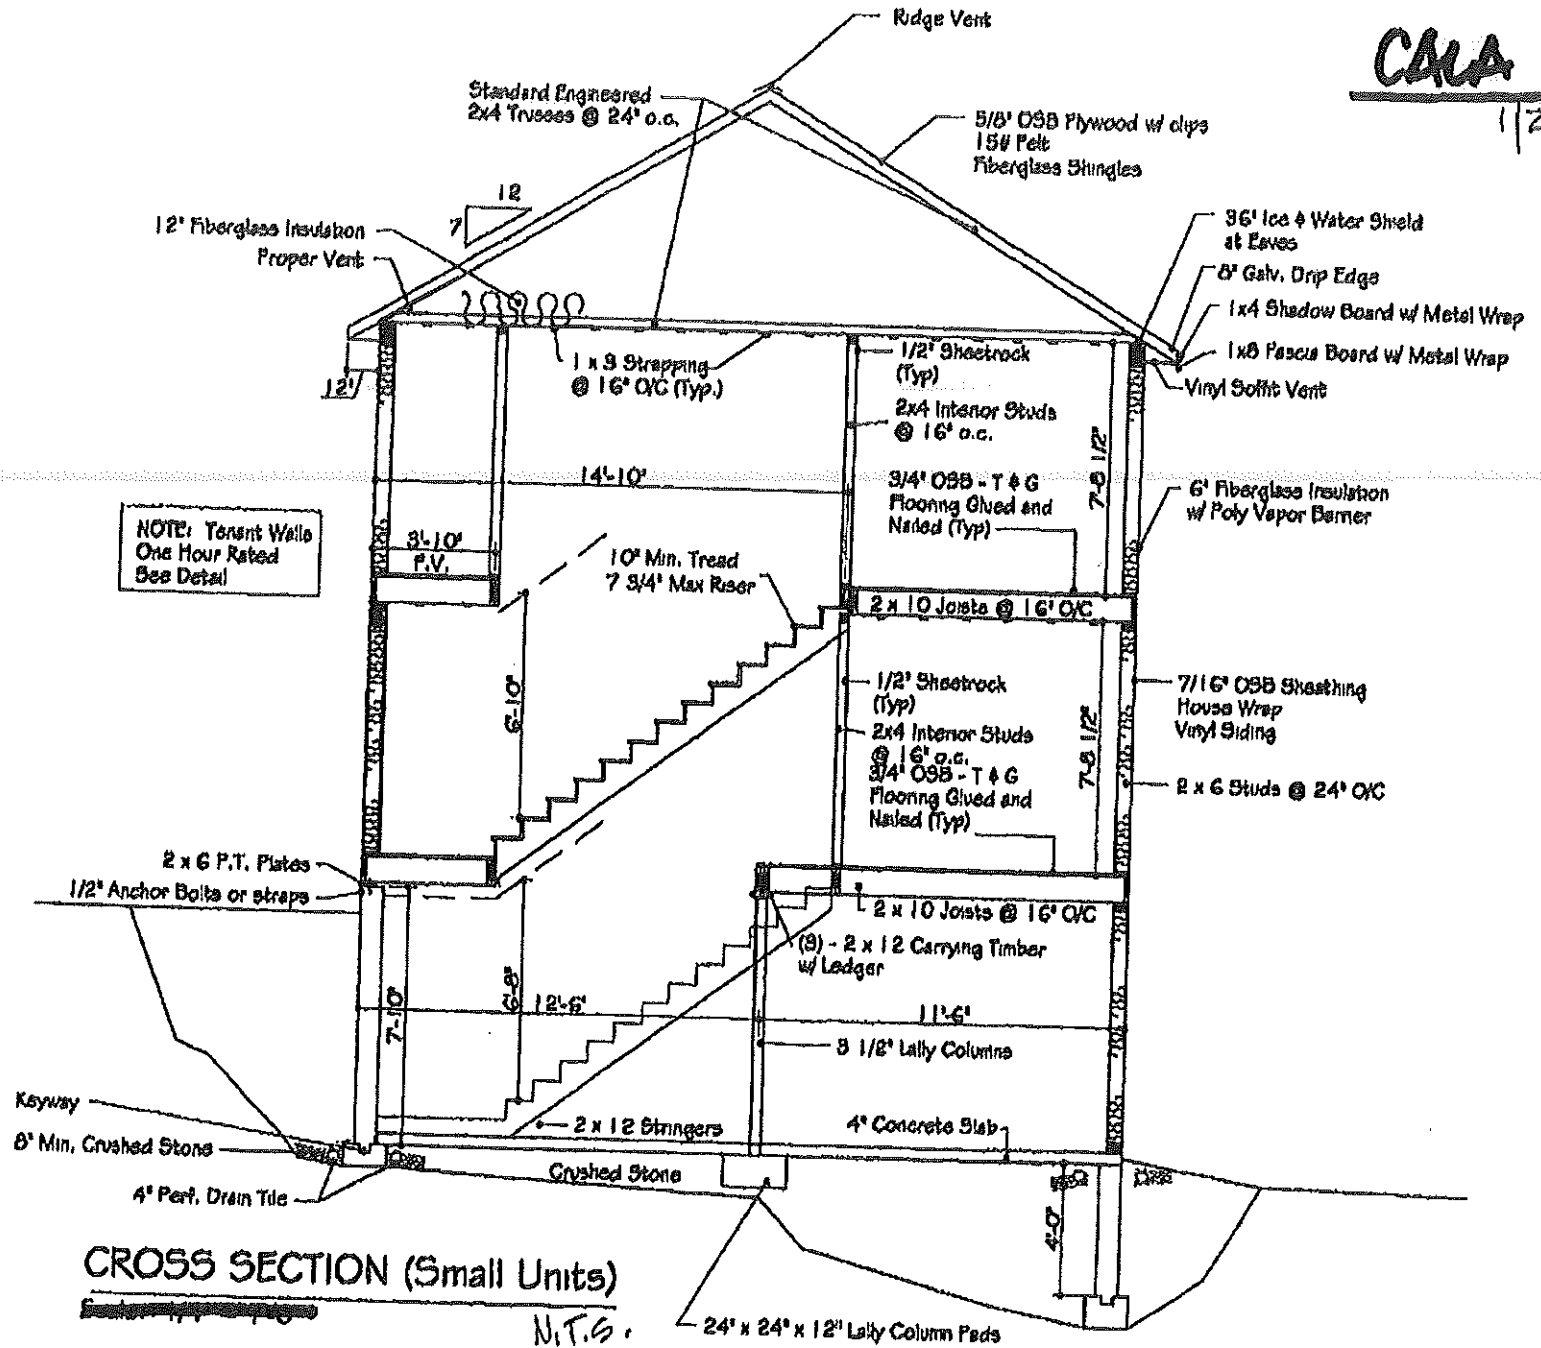 Ridge Vent
CALA
Standard Engineered
2x4 Trusses @ 24" o.c.
5/8" OSB Plywood w/ clips
15# Felt
Fiberglass Shingles
12
7
12" Fiberglass Insulation
Proper Vent
36" Ice & Water Shield
at Eaves
8" Galv. Drip Edge
1x4 Shadow Board w/ Metal Wrap
1x8 Fascia Board w/ Metal Wrap
Vinyl Soffit Vent
12"
1 x 3 Strapping
@ 16" O/C (Typ.)
1/2" Sheetrock
(Typ)
2x4 Interior Studs
@ 16" o.c.
7'-8 1/2"
14'-10"
3/4" OSB - T & G
Flooring Glued and
Nailed (Typ)
6" Fiberglass Insulation
w/ Poly Vapor Barrier
NOTE: Tenant Walls
One Hour Rated
See Detail
3'-10"
P.V.
10" Min. Tread
7 3/4" Max Riser
2 x 10 Joists @ 16" O/C
6'-10"
1/2" Sheetrock
(Typ)
2x4 Interior Studs
@ 16" o.c.
3/4" OSB - T & G
Flooring Glued and
Nailed (Typ)
7'-8 1/2"
7/16" OSB Sheathing
House Wrap
Vinyl Siding
2 x 6 Studs @ 24" O/C
2 x 6 P.T. Plates
1/2" Anchor Bolts or straps
2 x 10 Joists @ 16" O/C
(3) - 2 x 12 Carrying Timber
w/ Ledger
6'-8"
7'-10"
12'-6"
11'-6"
3 1/2" Lally Columns
Keyway
8" Min. Crushed Stone
2 x 12 Stringers
4" Concrete Slab
4" Perf. Drain Tile
Crushed Stone
4'-0"
CROSS SECTION (Small Units)
N.T.S.
24" x 24" x 12" Lally Column Pads